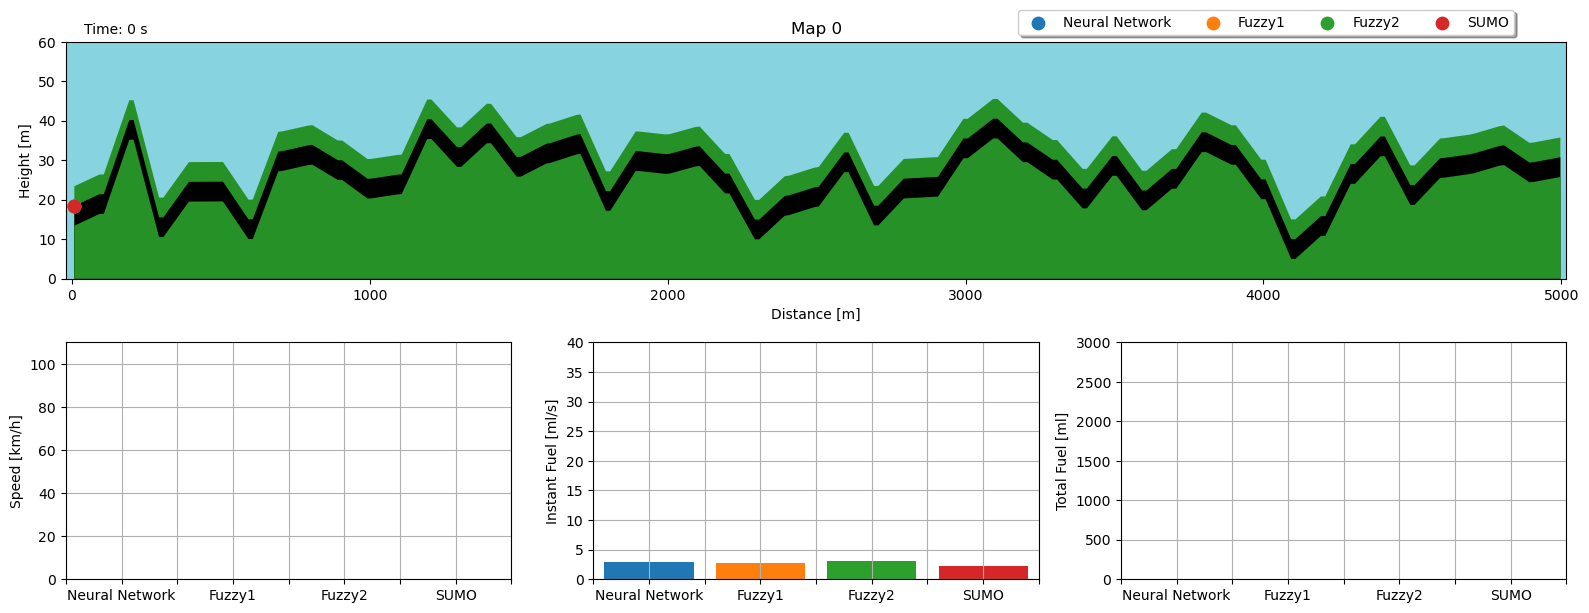 Time: 0 s
Map 0
Neural Network Fuzzy1 Fuzzy2 SUMO
60
50
40
30
20
10
0
Height [m]
0 1000 2000 3000 4000 5000
Distance [m]
100
80
60
40
20
0
Speed [km/h]
Neural Network Fuzzy1 Fuzzy2 SUMO
40
35
30
25
20
15
10
5
0
Instant Fuel [ml/s]
Neural Network Fuzzy1 Fuzzy2 SUMO
3000
2500
2000
1500
1000
500
0
Total Fuel [ml]
Neural Network Fuzzy1 Fuzzy2 SUMO